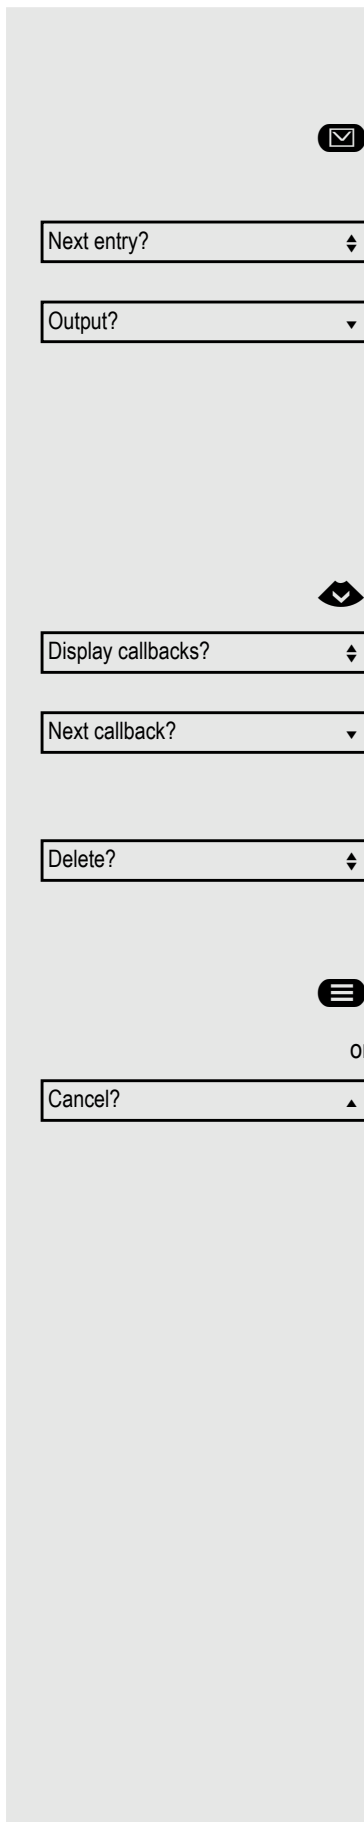 Next entry?
Output?
Display callbacks?
Next callback?
Delete?
Cancel?